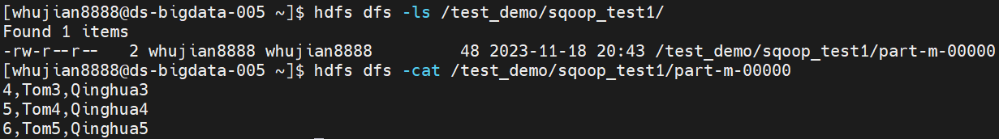 [whujian8888@ds-bigdata-005 ~]$ hdfs dfs -ls /test_demo/sqoop_test1/
Found 1 items
-rw-r--r--   2 whujian8888 whujian8888         48 2023-11-18 20:43 /test_demo/sqoop_test1/part-m-00000
[whujian8888@ds-bigdata-005 ~]$ hdfs dfs -cat /test_demo/sqoop_test1/part-m-00000
4,Tom3,Qinghua3
5,Tom4,Qinghua4
6,Tom5,Qinghua5